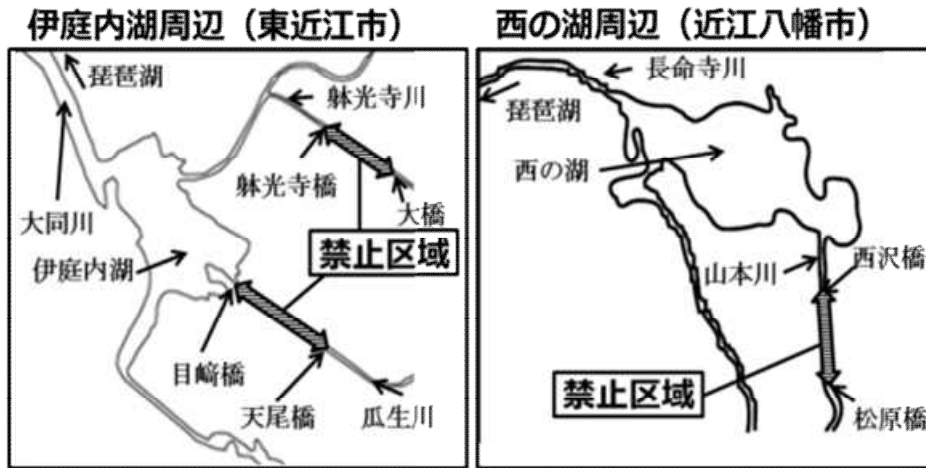 伊庭内湖周辺（東近江市）
琵琶湖
躰光寺川
躰光寺橋
大橋
大同川
禁止区域
伊庭内湖
目﨑橋
天尾橋
瓜生川
西の湖周辺（近江八幡市）
長命寺川
琵琶湖
西の湖
山本川
西沢橋
禁止区域
松原橋